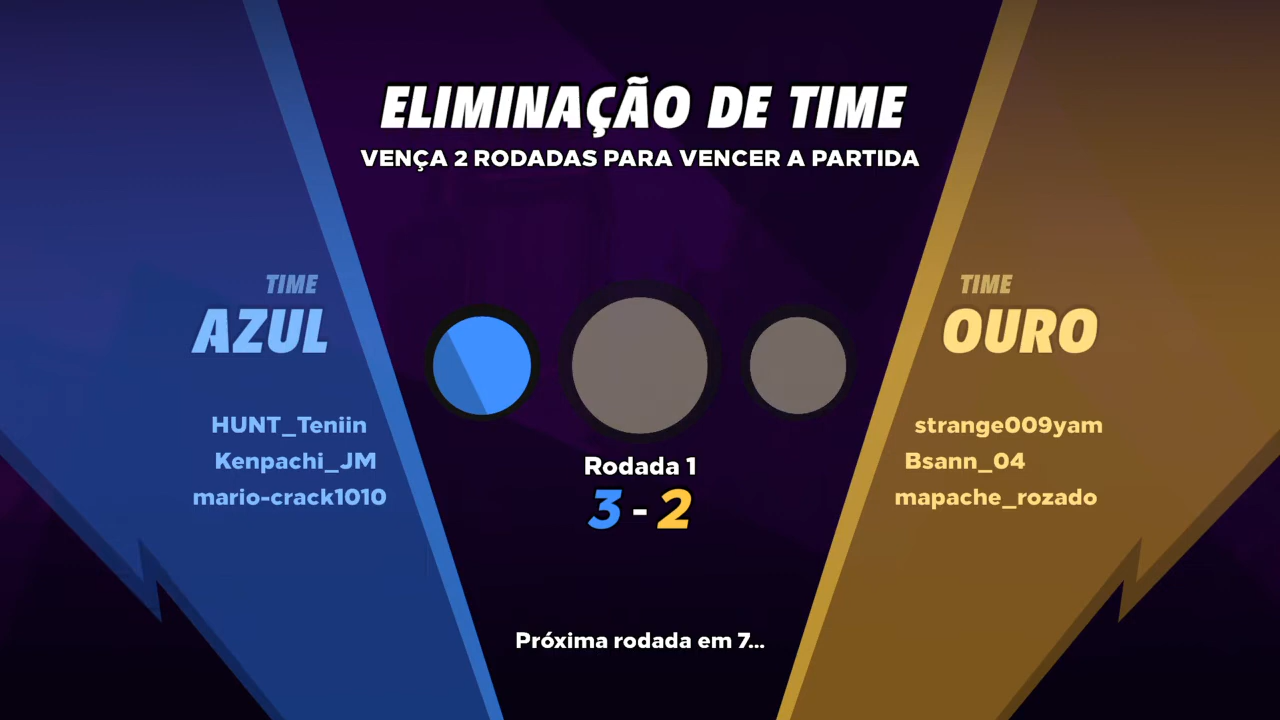 ELIMINAÇÃO DE TIME
VENÇA 2 RODADAS PARA VENCER A PARTIDA
TIME
AZUL
HUNT_Teniin
Kenpachi_JM
mario-crack1010
Rodada 1
3 - 2
Próxima rodada em 7...
TIME
OURO
strange009yam
Bsann_04
mapache_rozado